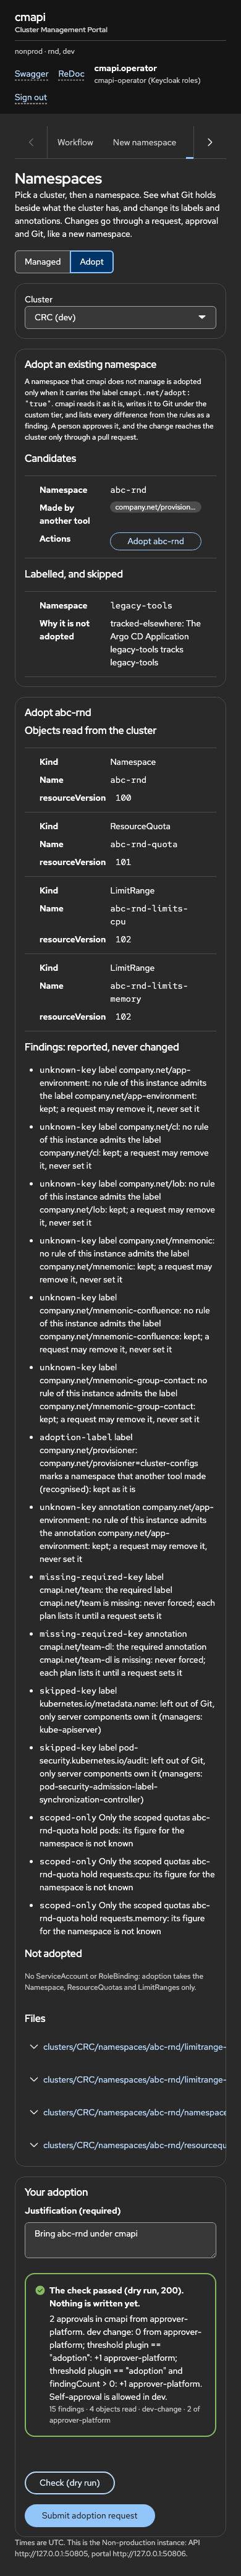 cmapi
Cluster Management Portal
nonprod · rnd, dev
Swagger
ReDoc
cmapi.operator
cmapi-operator (Keycloak roles)
Sign out
Workflow
New namespace
Namespaces
Pick a cluster, then a namespace. See what Git holds
beside what the cluster has, and change its labels and
annotations. Changes go through a request, approval
and Git, like a new namespace.
Managed
Adopt
Cluster
CRC (dev)
Adopt an existing namespace
A namespace that cmapi does not manage is adopted
only when it carries the label cmapi.net/adopt:
"true". cmapi reads it as it is, writes it to Git under the
custom tier, and lists every difference from the rules as a
finding. A person approves it, and the change reaches the
cluster only through a pull request.
Candidates
Namespace
abc-rnd
Made by
another tool
company.net/provision...
Actions
Adopt abc-rnd
Labelled, and skipped
Namespace
legacy-tools
Why it is not
adopted
tracked-elsewhere: The
Argo CD Application
legacy-tools tracks
legacy-tools
Adopt abc-rnd
Objects read from the cluster
Kind
Namespace
Name
abc-rnd
resourceVersion
100
Kind
ResourceQuota
Name
abc-rnd-quota
resourceVersion
101
Kind
LimitRange
Name
abc-rnd-limits-
cpu
resourceVersion
102
Kind
LimitRange
Name
abc-rnd-limits-
memory
resourceVersion
102
Findings: reported, never changed
• unknown-key label company.net/app-
environment: no rule of this instance admits
the label company.net/app-environment:
kept; a request may remove it, never set it
• unknown-key label company.net/cl: no rule
of this instance admits the label
company.net/cl: kept; a request may remove
it, never set it
• unknown-key label company.net/lob: no rule
of this instance admits the label
company.net/lob: kept; a request may remove
it, never set it
• unknown-key label company.net/mnemonic:
no rule of this instance admits the label
company.net/mnemonic: kept; a request may
remove it, never set it
• unknown-key label
company.net/mnemonic-confluence: no rule
of this instance admits the label
company.net/mnemonic-confluence: kept; a
request may remove it, never set it
• unknown-key label
company.net/mnemonic-group-contact: no
rule of this instance admits the label
company.net/mnemonic-group-contact:
kept; a request may remove it, never set it
• adoption-label label
company.net/provisioner:
company.net/provisioner=cluster-configs
marks a namespace that another tool made
(recognised): kept as it is
• unknown-key annotation company.net/app-
environment: no rule of this instance admits
the annotation company.net/app-
environment: kept; a request may remove it,
never set it
• missing-required-key label
cmapi.net/team: the required label
cmapi.net/team is missing: never forced; each
plan lists it until a request sets it
• missing-required-key annotation
cmapi.net/team-dl: the required annotation
cmapi.net/team-dl is missing: never forced;
each plan lists it until a request sets it
• skipped-key label
kubernetes.io/metadata.name: left out of Git,
only server components own it (managers:
kube-apiserver)
• skipped-key label pod-
security.kubernetes.io/audit: left out of Git,
only server components own it (managers:
pod-security-admission-label-
synchronization-controller)
• scoped-only Only the scoped quotas abc-
rnd-quota hold pods: its figure for the
namespace is not known
• scoped-only Only the scoped quotas abc-
rnd-quota hold requests.cpu: its figure for the
namespace is not known
• scoped-only Only the scoped quotas abc-
rnd-quota hold requests.memory: its figure
for the namespace is not known
Not adopted
No ServiceAccount or RoleBinding: adoption takes the
Namespace, ResourceQuotas and LimitRanges only.
Files
clusters/CRC/namespaces/abc-rnd/limitrange-
clusters/CRC/namespaces/abc-rnd/limitrange-
clusters/CRC/namespaces/abc-rnd/namespace
clusters/CRC/namespaces/abc-rnd/resourcequ
Your adoption
Justification (required)
Bring abc-rnd under cmapi
The check passed (dry run, 200).
Nothing is written yet.
2 approvals in cmapi from approver-
platform. dev change: 0 from approver-
platform; threshold plugin ==
"adoption": +1 approver-platform;
threshold plugin == "adoption" and
findingCount > 0: +1 approver-platform.
Self-approval is allowed in dev.
15 findings · 4 objects read · dev-change · 2 of
approver-platform
Check (dry run)
Submit adoption request
Times are UTC. This is the Non-production instance: API
http://127.0.0.1:50805, portal http://127.0.0.1:50806.